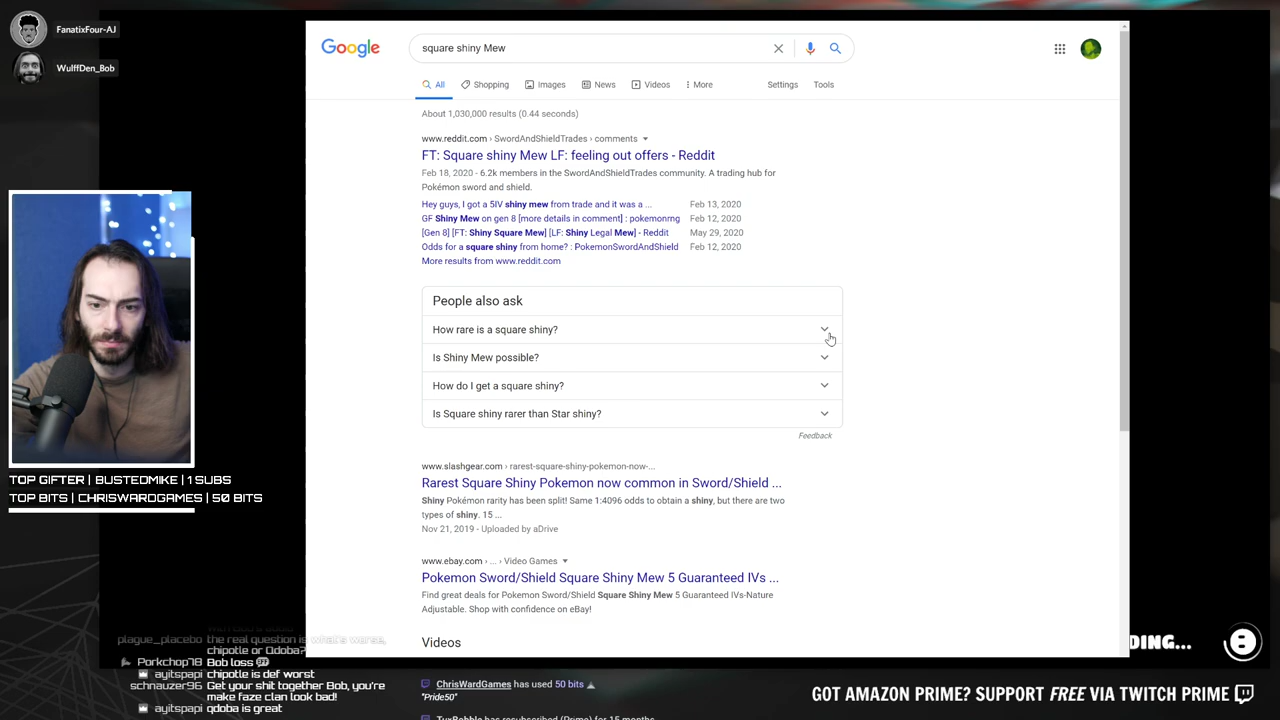 FanatixFour-AJ
WulffDen_Bob
Google
square shiny Mew
All
Shopping
Images
News
Videos
More
Settings
Tools
About 1,030,000 results (0.44 seconds)
www.reddit.com › SwordAndShieldTrades › comments
FT: Square shiny Mew LF: feeling out offers - Reddit
Feb 18, 2020 - 6.2k members in the SwordAndShieldTrades community. A trading hub for
Pokémon sword and shield.
Hey guys, I got a 5IV shiny mew from trade and it was a ... Feb 13, 2020
GF Shiny Mew on gen 8 [more details in comment] : pokemonrng Feb 12, 2020
[Gen 8] [FT: Shiny Square Mew] [LF: Shiny Legal Mew] - Reddit May 29, 2020
Odds for a square shiny from home? : PokemonSwordAndShield Feb 12, 2020
More results from www.reddit.com
People also ask
How rare is a square shiny?
Is Shiny Mew possible?
How do I get a square shiny?
Is Square shiny rarer than Star shiny?
Feedback
www.slashgear.com › rarest-square-shiny-pokemon-now-...
Rarest Square Shiny Pokemon now common in Sword/Shield ...
Shiny Pokémon rarity has been split! Same 1:4096 odds to obtain a shiny, but there are two
types of shiny. 15 ...
Nov 21, 2019 - Uploaded by aDrive
www.ebay.com › ... › Video Games
Pokemon Sword/Shield Square Shiny Mew 5 Guaranteed IVs ...
Find great deals for Pokemon Sword/Shield Square Shiny Mew 5 Guaranteed IVs-Nature
Adjustable. Shop with confidence on eBay!
Videos
TOP GIFTER | BUSTEDMIKE | 1 SUBS
TOP BITS | CHRISWARDGAMES | 50 BITS
plague_placebo the real question is what's worse,
chipotle or Qdoba?
Porkchop78 Bob loss
ayitspapi chipotle is def worst
schnauzer96 Get your shit together Bob, you're
make faze clan look bad!
ayitspapi qdoba is great
ChrisWardGames has used 50 bits
"Pride50"
DING...
GOT AMAZON PRIME? SUPPORT FREE VIA TWITCH PRIME